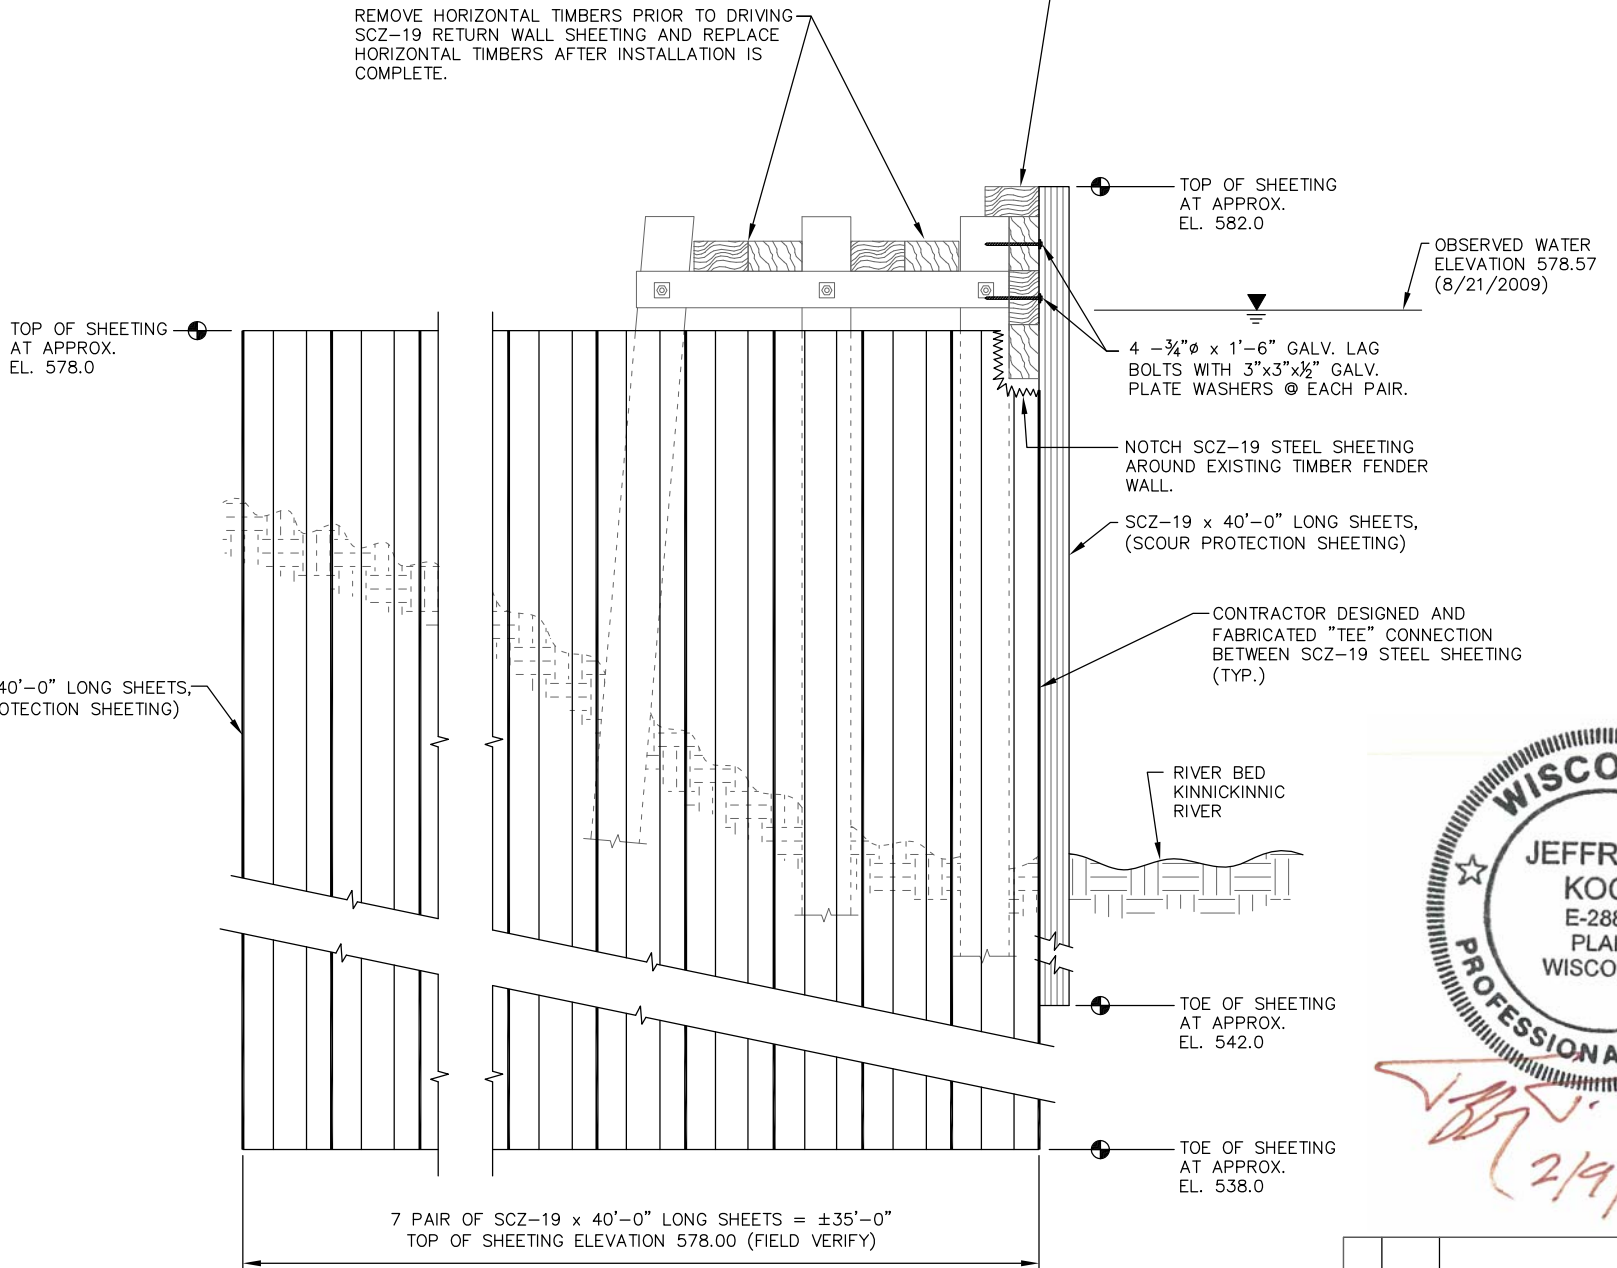 REMOVE HORIZONTAL TIMBERS PRIOR TO DRIVING
SCZ-19 RETURN WALL SHEETING AND REPLACE
HORIZONTAL TIMBERS AFTER INSTALLATION IS
COMPLETE.
TOP OF SHEETING
AT APPROX.
EL. 582.0
OBSERVED WATER
ELEVATION 578.57
(8/21/2009)
TOP OF SHEETING
AT APPROX.
EL. 578.0
4 -3/4"ø x 1'-6" GALV. LAG
BOLTS WITH 3"x3"x1/2" GALV.
PLATE WASHERS @ EACH PAIR.
NOTCH SCZ-19 STEEL SHEETING
AROUND EXISTING TIMBER FENDER
WALL.
SCZ-19 x 40'-0" LONG SHEETS,
(SCOUR PROTECTION SHEETING)
CONTRACTOR DESIGNED AND
FABRICATED "TEE" CONNECTION
BETWEEN SCZ-19 STEEL SHEETING
(TYP.)
40'-0" LONG SHEETS,
OTECTION SHEETING)
RIVER BED
KINNICKINNIC
RIVER
WISCO
JEFFR
KOC
E-288
PLA
WISCO
PROFESSIONA
2/9/
TOE OF SHEETING
AT APPROX.
EL. 542.0
TOE OF SHEETING
AT APPROX.
EL. 538.0
7 PAIR OF SCZ-19 x 40'-0" LONG SHEETS = ±35'-0"
TOP OF SHEETING ELEVATION 578.00 (FIELD VERIFY)